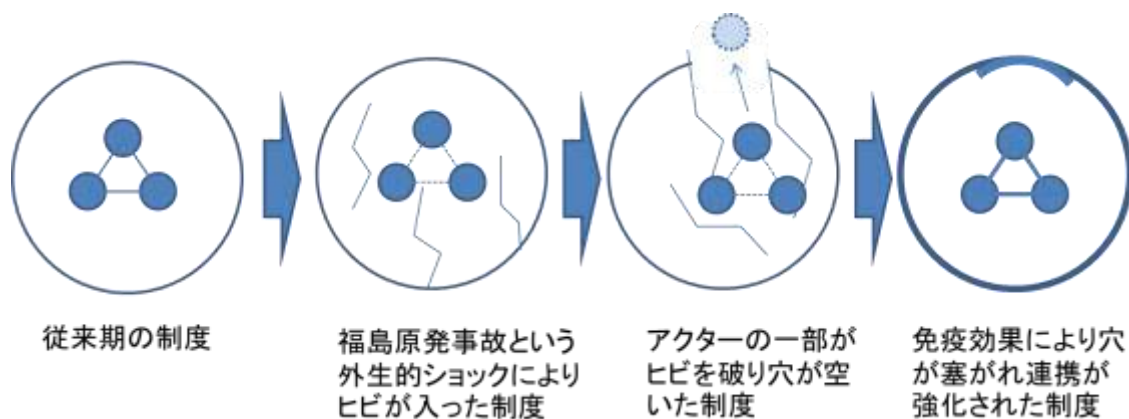 従来期の制度
福島原発事故という
外生的ショックにより
ヒビが入った制度
アクターの一部が
ヒビを破り穴が空
いた制度
免疫効果により穴
が塞がれ連携が
強化された制度